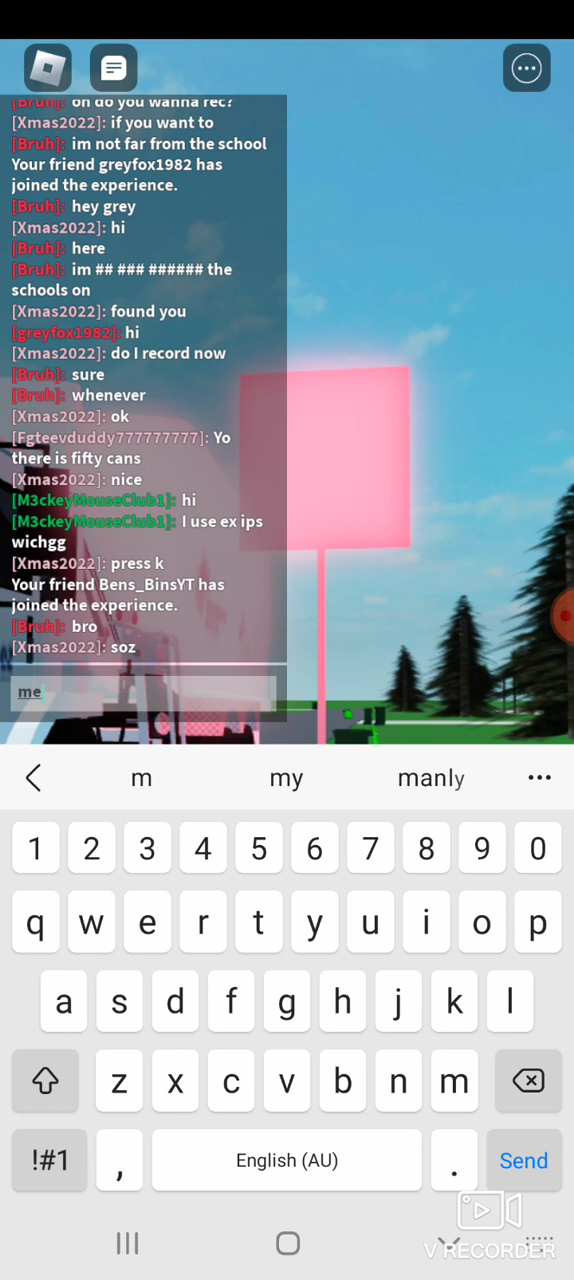 [Bruh]: oh do you wanna rec?
[Xmas2022]: if you want to
[Bruh]: im not far from the school
Your friend greyfox1982 has
joined the experience.
[Bruh]: hey grey
[Xmas2022]: hi
[Bruh]: here
[Bruh]: im ## ### ###### the
schools on
[Xmas2022]: found you
[greyfox1982]: hi
[Xmas2022]: do I record now
[Bruh]: sure
[Bruh]: whenever
[Xmas2022]: ok
[Fgteevduddy777777777]: Yo
there is fifty cans
[Xmas2022]: nice
[M3ckeyMouseClub1]: hi
[M3ckeyMouseClub1]: I use ex ips
wichgg
[Xmas2022]: press k
Your friend Bens_BinsYT has
joined the experience.
[Bruh]: bro
[Xmas2022]: soz
me
m my manly
1 2 3 4 5 6 7 8 9 0
q w e r t y u i o p
a s d f g h j k l
z x c v b n m
!#1 , English (AU) . Send
V RECORDER